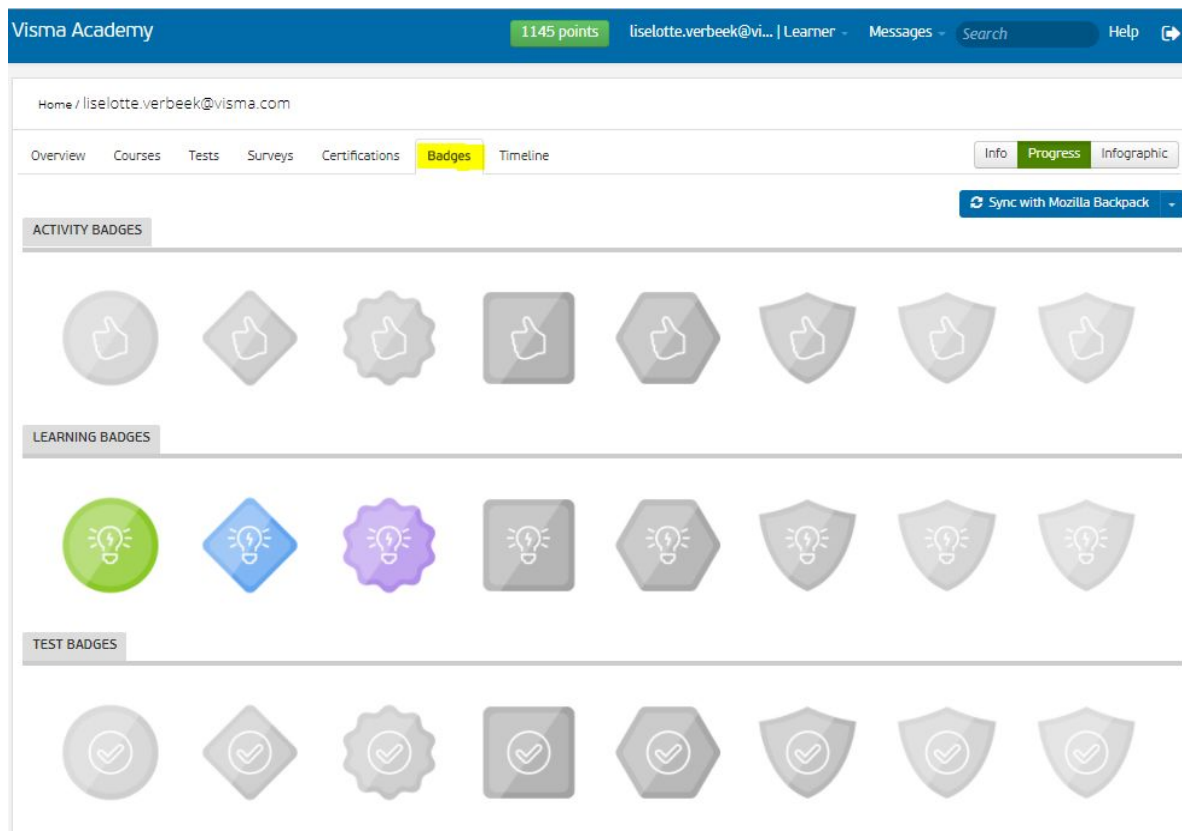 Visma Academy 1145 points liselotte.verbeek@vi... | Learner Messages Search Help
Home / liselotte.verbeek@visma.com
Overview Courses Tests Surveys Certifications Badges Timeline Info Progress Infographic
Sync with Mozilla Backpack
ACTIVITY BADGES
LEARNING BADGES
TEST BADGES